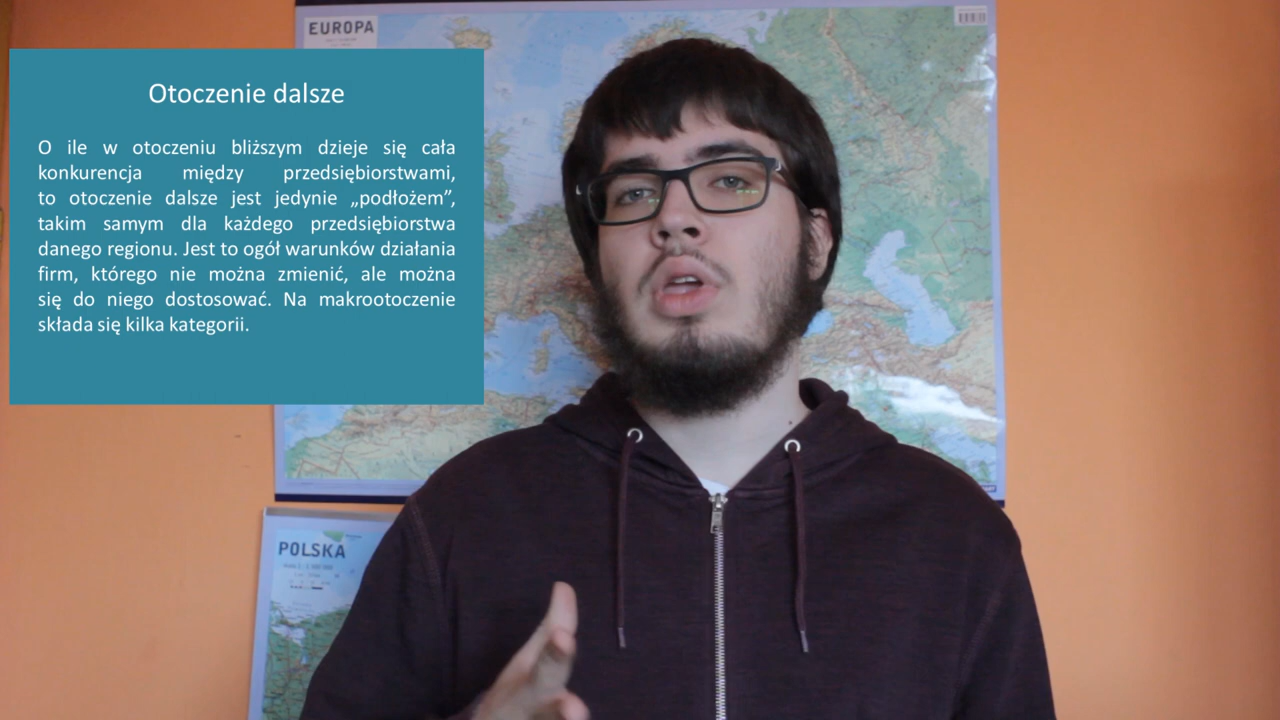 EUROPA
Otoczenie dalsze
O ile w otoczeniu bliższym dzieje się cała
konkurencja między przedsiębiorstwami,
to otoczenie dalsze jest jedynie „podłożem”,
takim samym dla każdego przedsiębiorstwa
danego regionu. Jest to ogół warunków działania
firm, którego nie można zmienić, ale można
się do niego dostosować. Na makrootoczenie
składa się kilka kategorii.
POLSKA